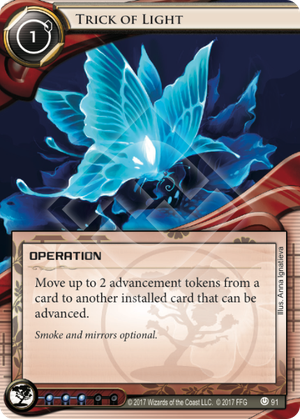 Trick of Light
1
OPERATION
Move up to 2 advancement tokens from a
card to another installed card that can be
advanced.
Smoke and mirrors optional.
Illus. Anna Ignatieva
© 2017 Wizards of the Coast LLC. © 2017 FFG 91